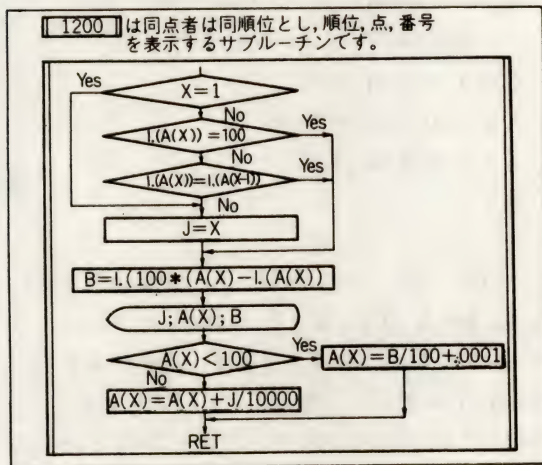 1200 は同点者は同順位とし,順位,点,番号
を表示するサブルーチンです。
Yes
X=1
No
I.(A(X))=100
Yes
No
I.(A(X))=I.(A(X-1))
Yes
No
J=X
B=I.(100*(A(X)-I.(A(X))
J;A(X);B
A(X)<100
Yes
A(X)=B/100+.0001
No
A(X)=A(X)+J/10000
RET